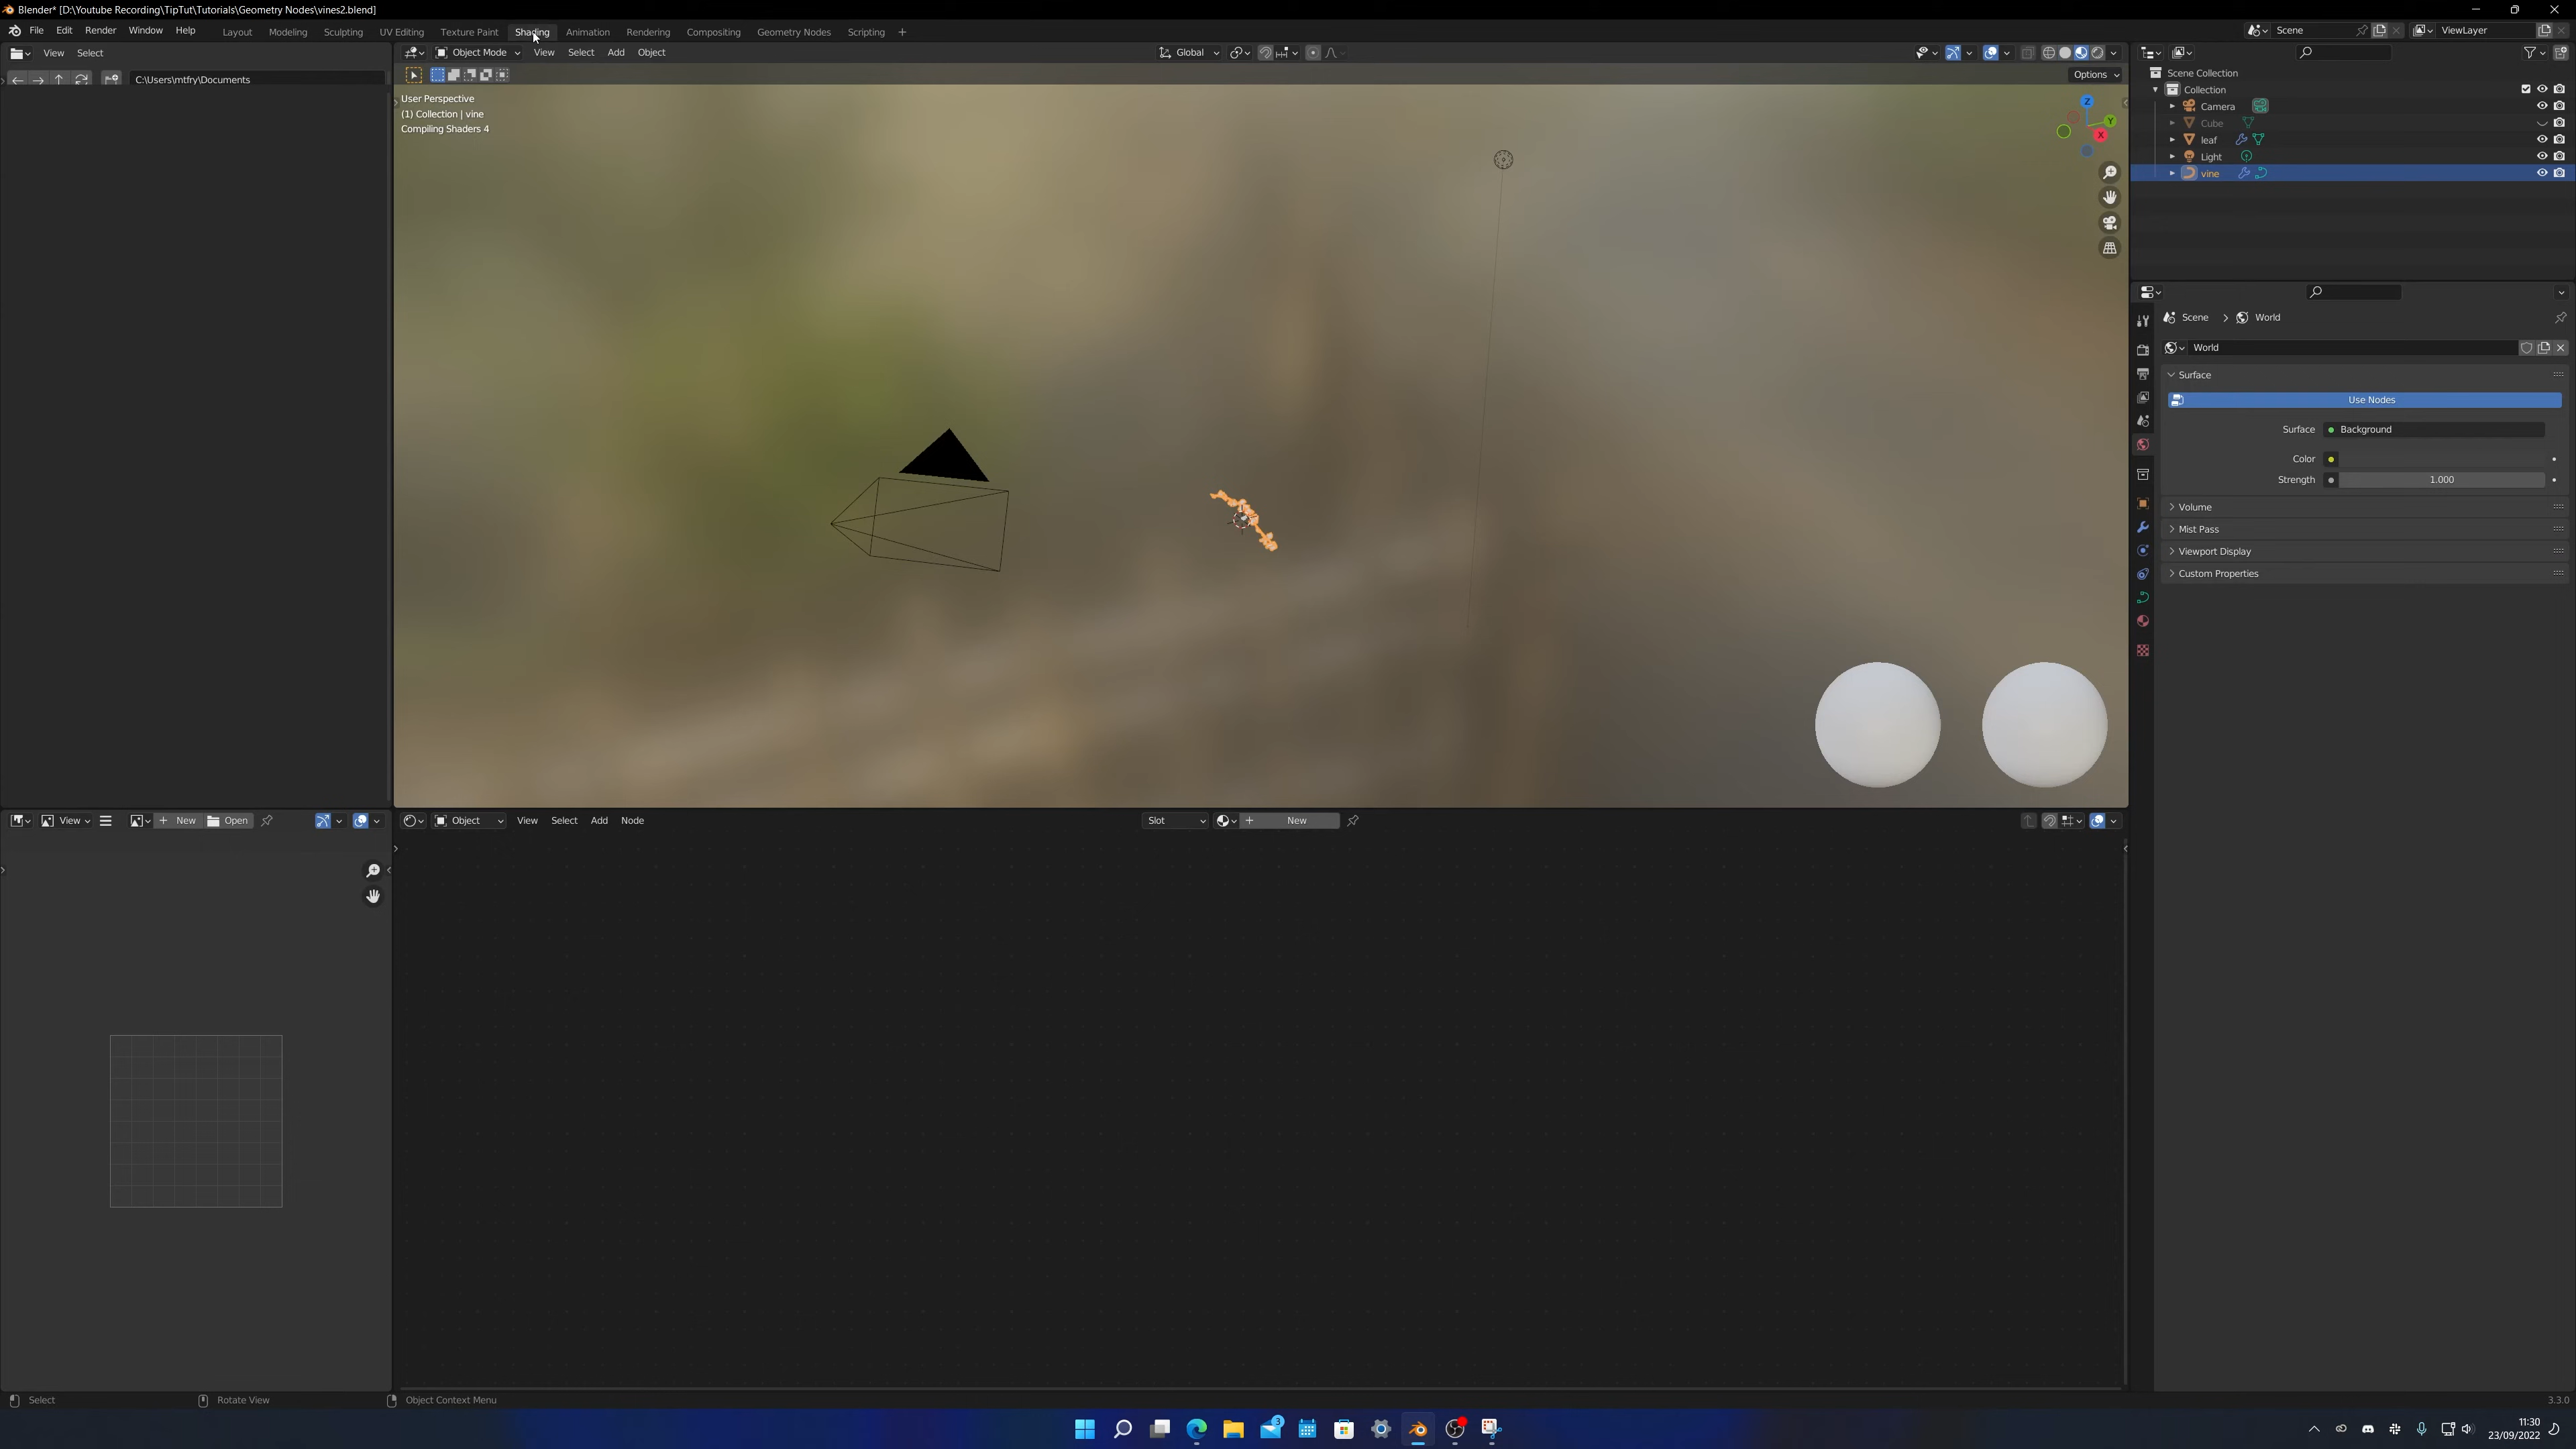 Blender* [D:\Youtube Recording\TipTut\Tutorials\Geometry Nodes\vines2.blend]
File Edit Render Window Help Layout Modeling Sculpting UV Editing Texture Paint Shading Animation Rendering Compositing Geometry Nodes Scripting Scene ViewLayer
View Select Object Mode View Select Add Object Global
C:\Users\mtfry\Documents
Options
User Perspective
(1) Collection | vine
Compiling Shaders 4
Z
Y
X
Scene Collection
Collection
Camera
Cube
leaf
Light
vine
Scene > World
World
Surface
Use Nodes
Surface Background
Color
Strength 1.000
Volume
Mist Pass
Viewport Display
Custom Properties
View New Open Object View Select Add Node Slot New
Select Rotate View Object Context Menu 3.3.0
3
11:30
23/09/2022